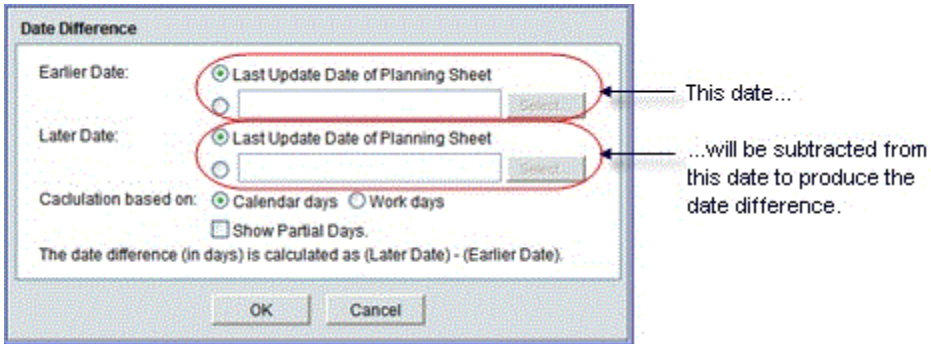 Date Difference
Earlier Date:
Last Update Date of Planning Sheet
Select...
This date...
Later Date:
Last Update Date of Planning Sheet
Select...
...will be subtracted from
this date to produce the
date difference.
Caclulation based on:
Calendar days
Work days
Show Partial Days.
The date difference (in days) is calculated as (Later Date) - (Earlier Date).
OK
Cancel